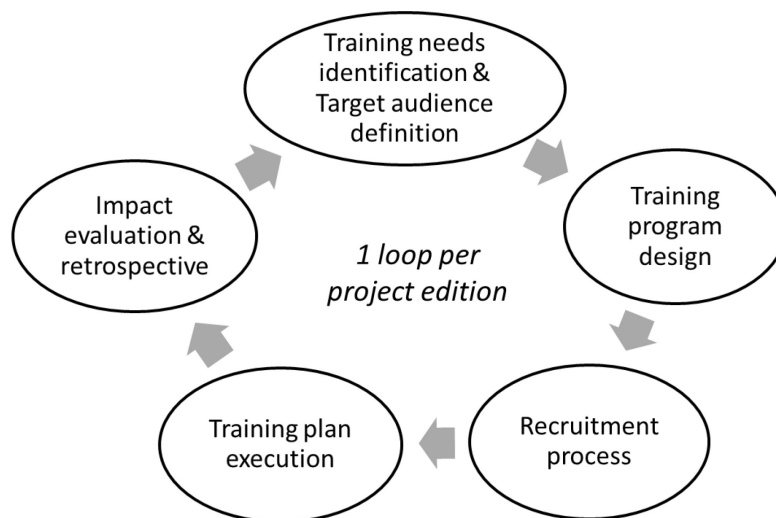 Training needs
identification &
Target audience
definition
Training
program
design
Recruitment
process
Training plan
execution
Impact
evaluation &
retrospective
1 loop per
project edition